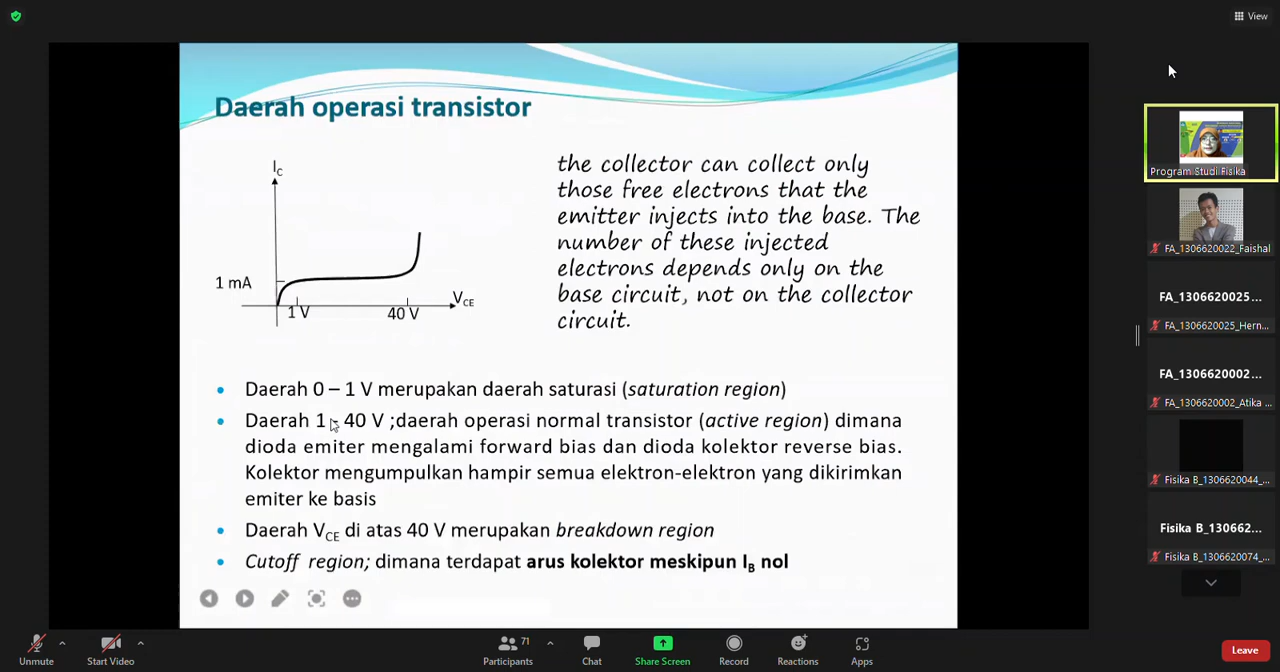 View
Daerah operasi transistor
I_C
1 mA
1 V
40 V
V_CE
the collector can collect only
those free electrons that the
emitter injects into the base. The
number of these injected
electrons depends only on the
base circuit, not on the collector
circuit.
• Daerah 0 – 1 V merupakan daerah saturasi (saturation region)
• Daerah 1 - 40 V ;daerah operasi normal transistor (active region) dimana
dioda emiter mengalami forward bias dan dioda kolektor reverse bias.
Kolektor mengumpulkan hampir semua elektron-elektron yang dikirimkan
emiter ke basis
• Daerah V_CE di atas 40 V merupakan breakdown region
• Cutoff region; dimana terdapat arus kolektor meskipun I_B nol
Program Studi Fisika
FA_1306620022_Faishal
FA_1306620025...
FA_1306620025_Hern...
FA_1306620002...
FA_1306620002_Atika ...
Fisika B_1306620044_...
Fisika B_13062...
Fisika B_1306620074_...
Unmute
Start Video
Participants
71
Chat
Share Screen
Record
Reactions
Apps
Leave